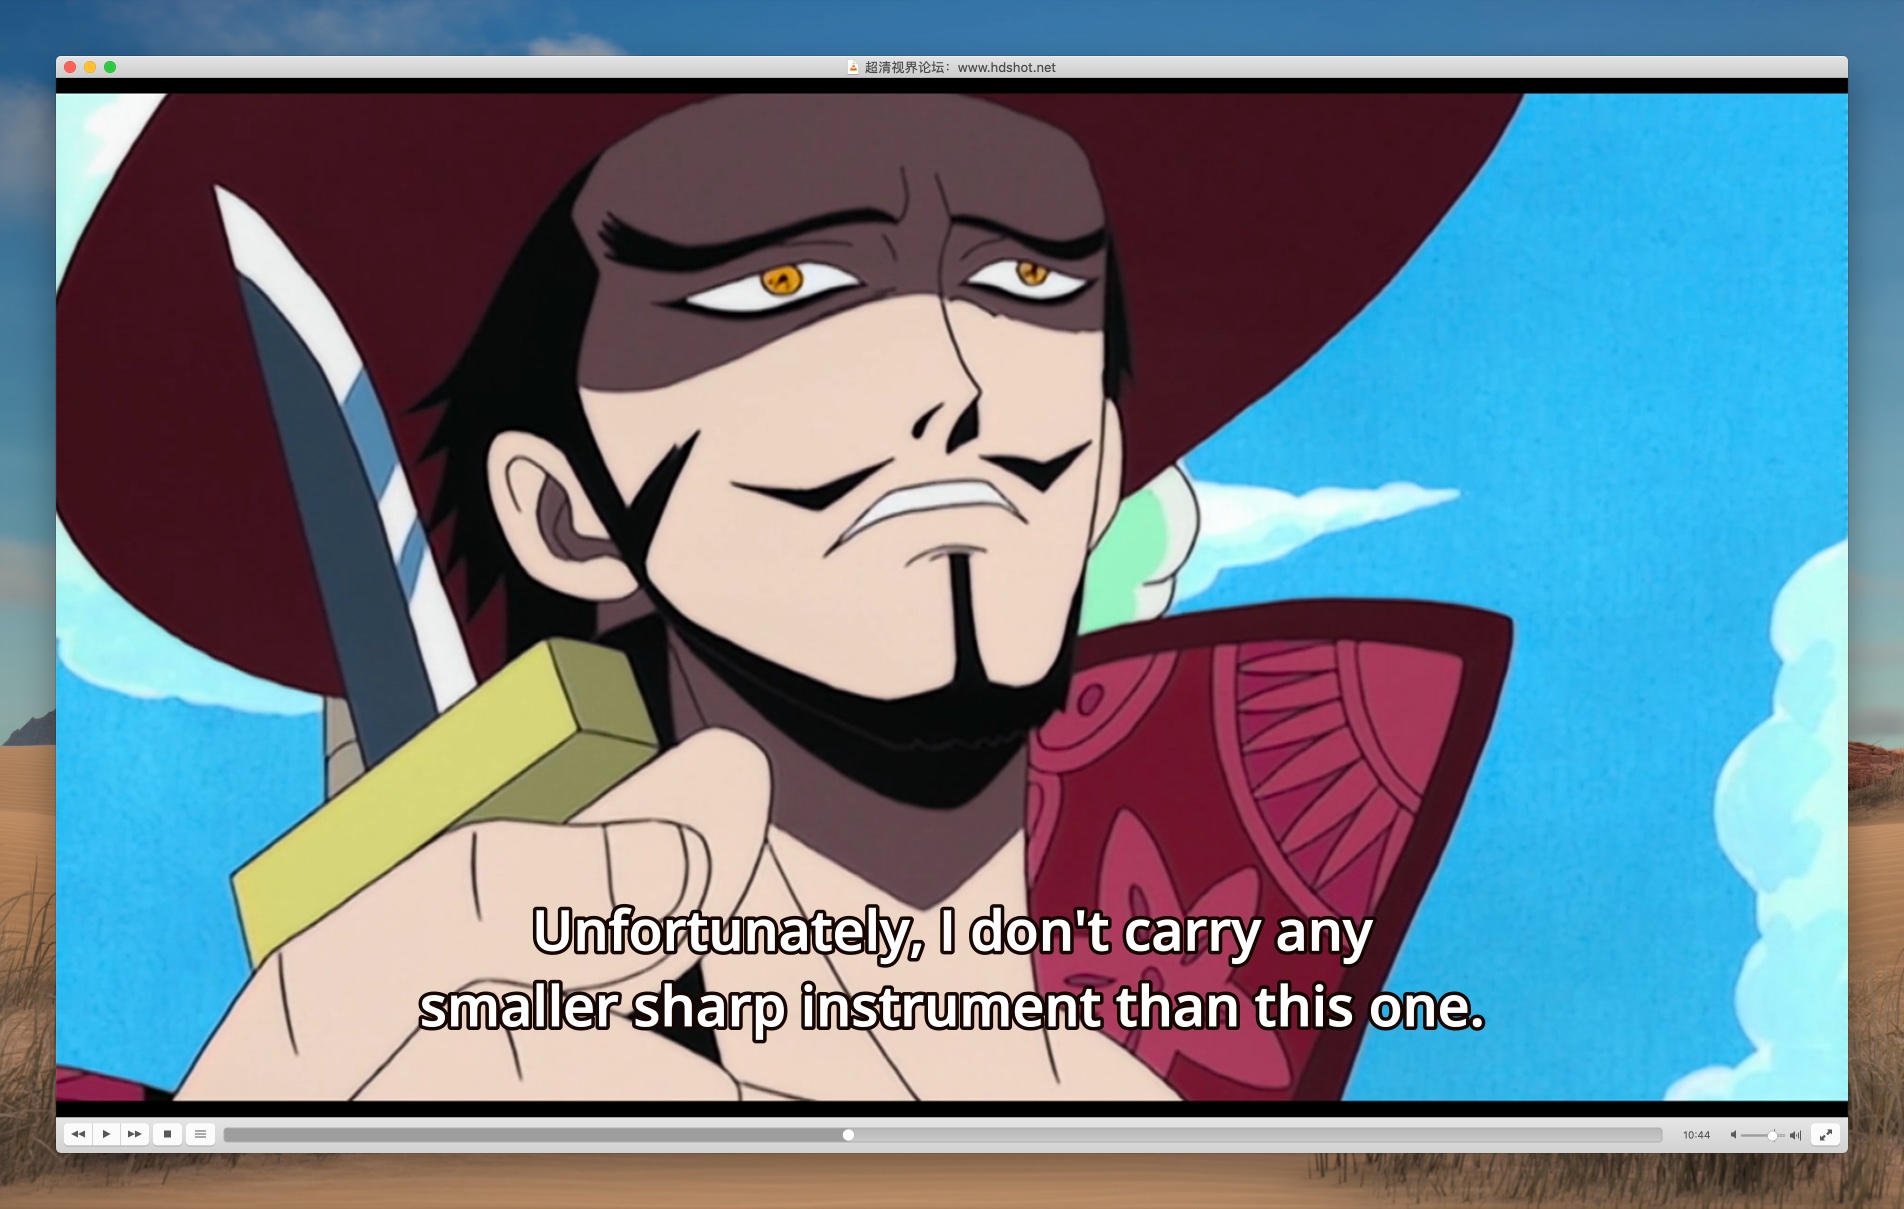 超清视界论坛：www.hdshot.net
Unfortunately, I don't carry any
smaller sharp instrument than this one.
10:44